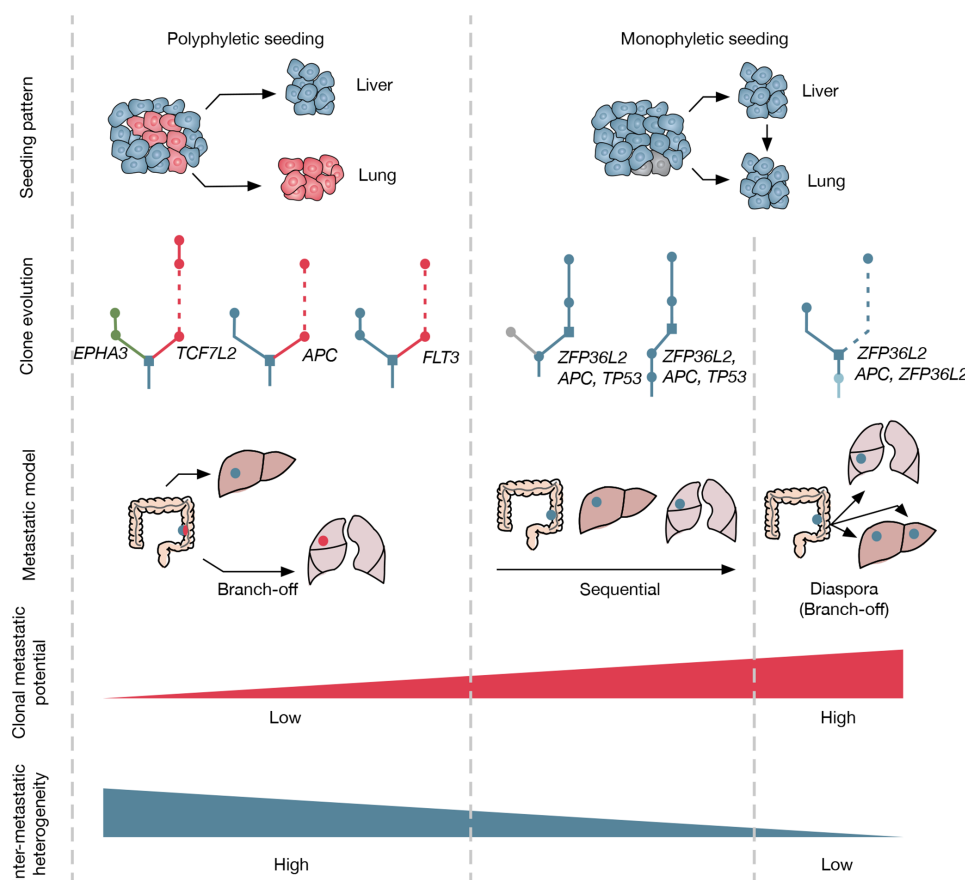 Polyphyletic seeding
Monophyletic seeding
Seeding pattern
Liver
Lung
Liver
Lung
Clone evolution
EPHA3
TCF7L2
APC
FLT3
ZFP36L2
APC, TP53
ZFP36L2,
APC, TP53
ZFP36L2
APC, ZFP36L2
Metastatic model
Branch-off
Sequential
Diaspora
(Branch-off)
Clonal metastatic
potential
Low
High
nter-metastatic
heterogeneity
High
Low